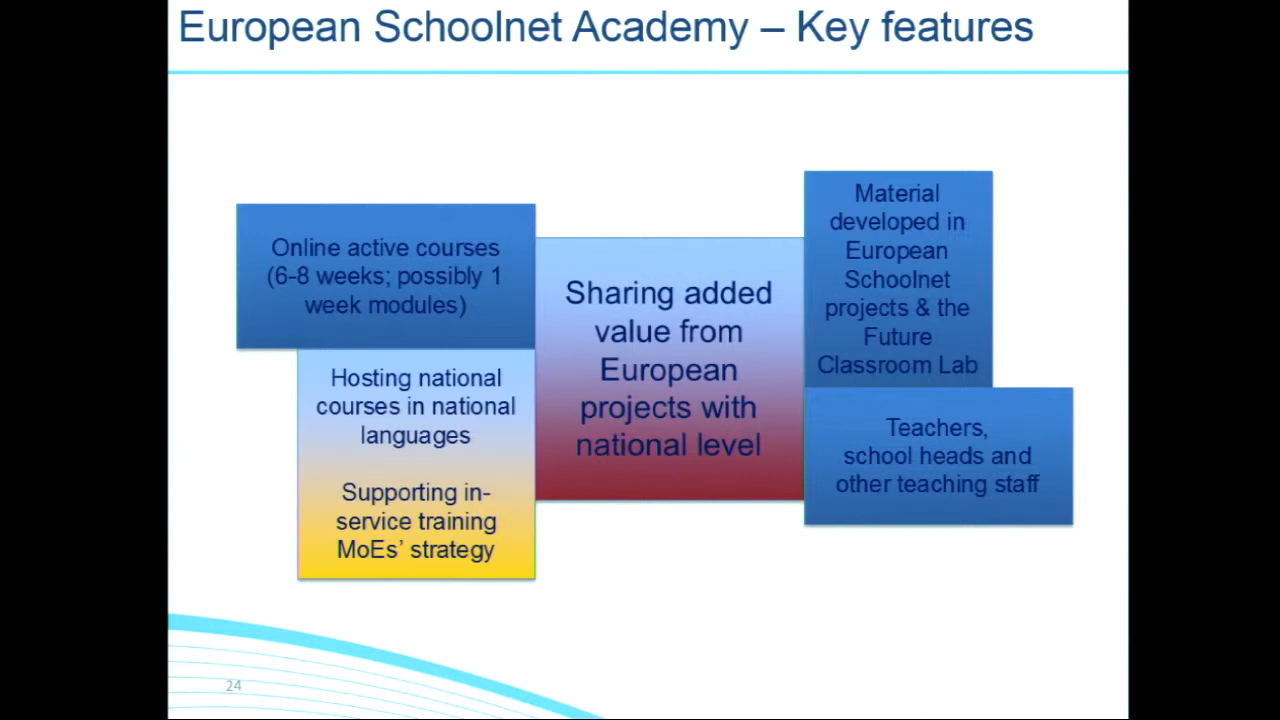 European Schoolnet Academy – Key features
Online active courses
(6-8 weeks; possibly 1
week modules)
Hosting national
courses in national
languages
Supporting in-
service training
MoEs’ strategy
Sharing added
value from
European
projects with
national level
Material
developed in
European
Schoolnet
projects & the
Future
Classroom Lab
Teachers,
school heads and
other teaching staff
24